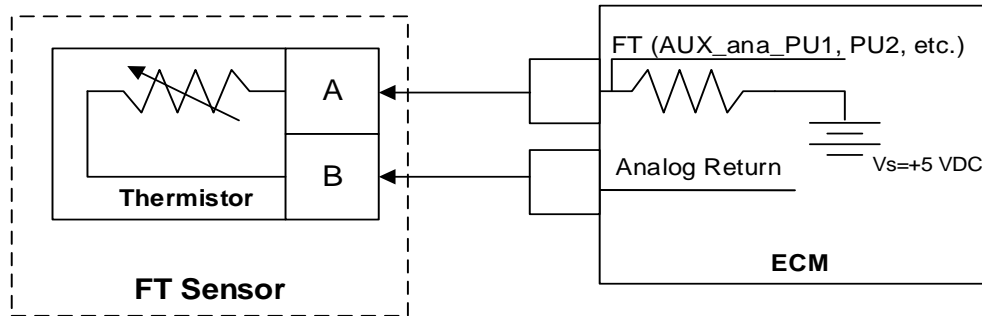 A
B
Thermistor
FT Sensor
FT (AUX_ana_PU1, PU2, etc.)
Vs=+5 VDC
Analog Return
ECM